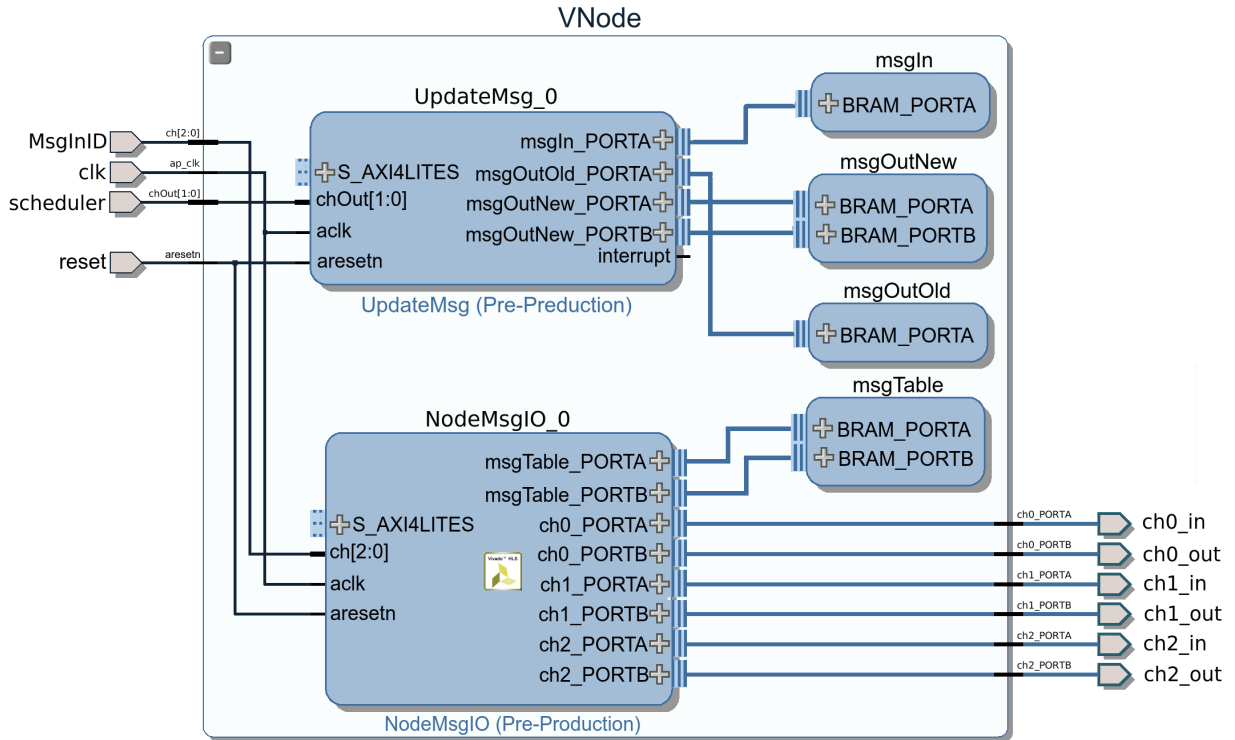 VNode
msgIn
BRAM_PORTA
UpdateMsg_0
msgIn_PORTA
S_AXI4LITES
msgOutOld_PORTA
chOut[1:0]
msgOutNew_PORTA
aclk
msgOutNew_PORTB
interrupt
aresetn
UpdateMsg (Pre-Preduction)
MsgInID
ch[2:0]
clk
ap_clk
scheduler
chOut[1:0]
reset
aresetn
msgOutNew
BRAM_PORTA
BRAM_PORTB
msgOutOld
BRAM_PORTA
msgTable
BRAM_PORTA
BRAM_PORTB
NodeMsgIO_0
msgTable_PORTA
msgTable_PORTB
S_AXI4LITES
ch0_PORTA
ch[2:0]
ch0_PORTB
Vivado™ HLS
aclk
ch1_PORTA
aresetn
ch1_PORTB
ch2_PORTA
ch2_PORTB
NodeMsgIO (Pre-Production)
ch0_PORTA
ch0_in
ch0_PORTB
ch0_out
ch1_PORTA
ch1_in
ch1_PORTB
ch1_out
ch2_PORTA
ch2_in
ch2_PORTB
ch2_out